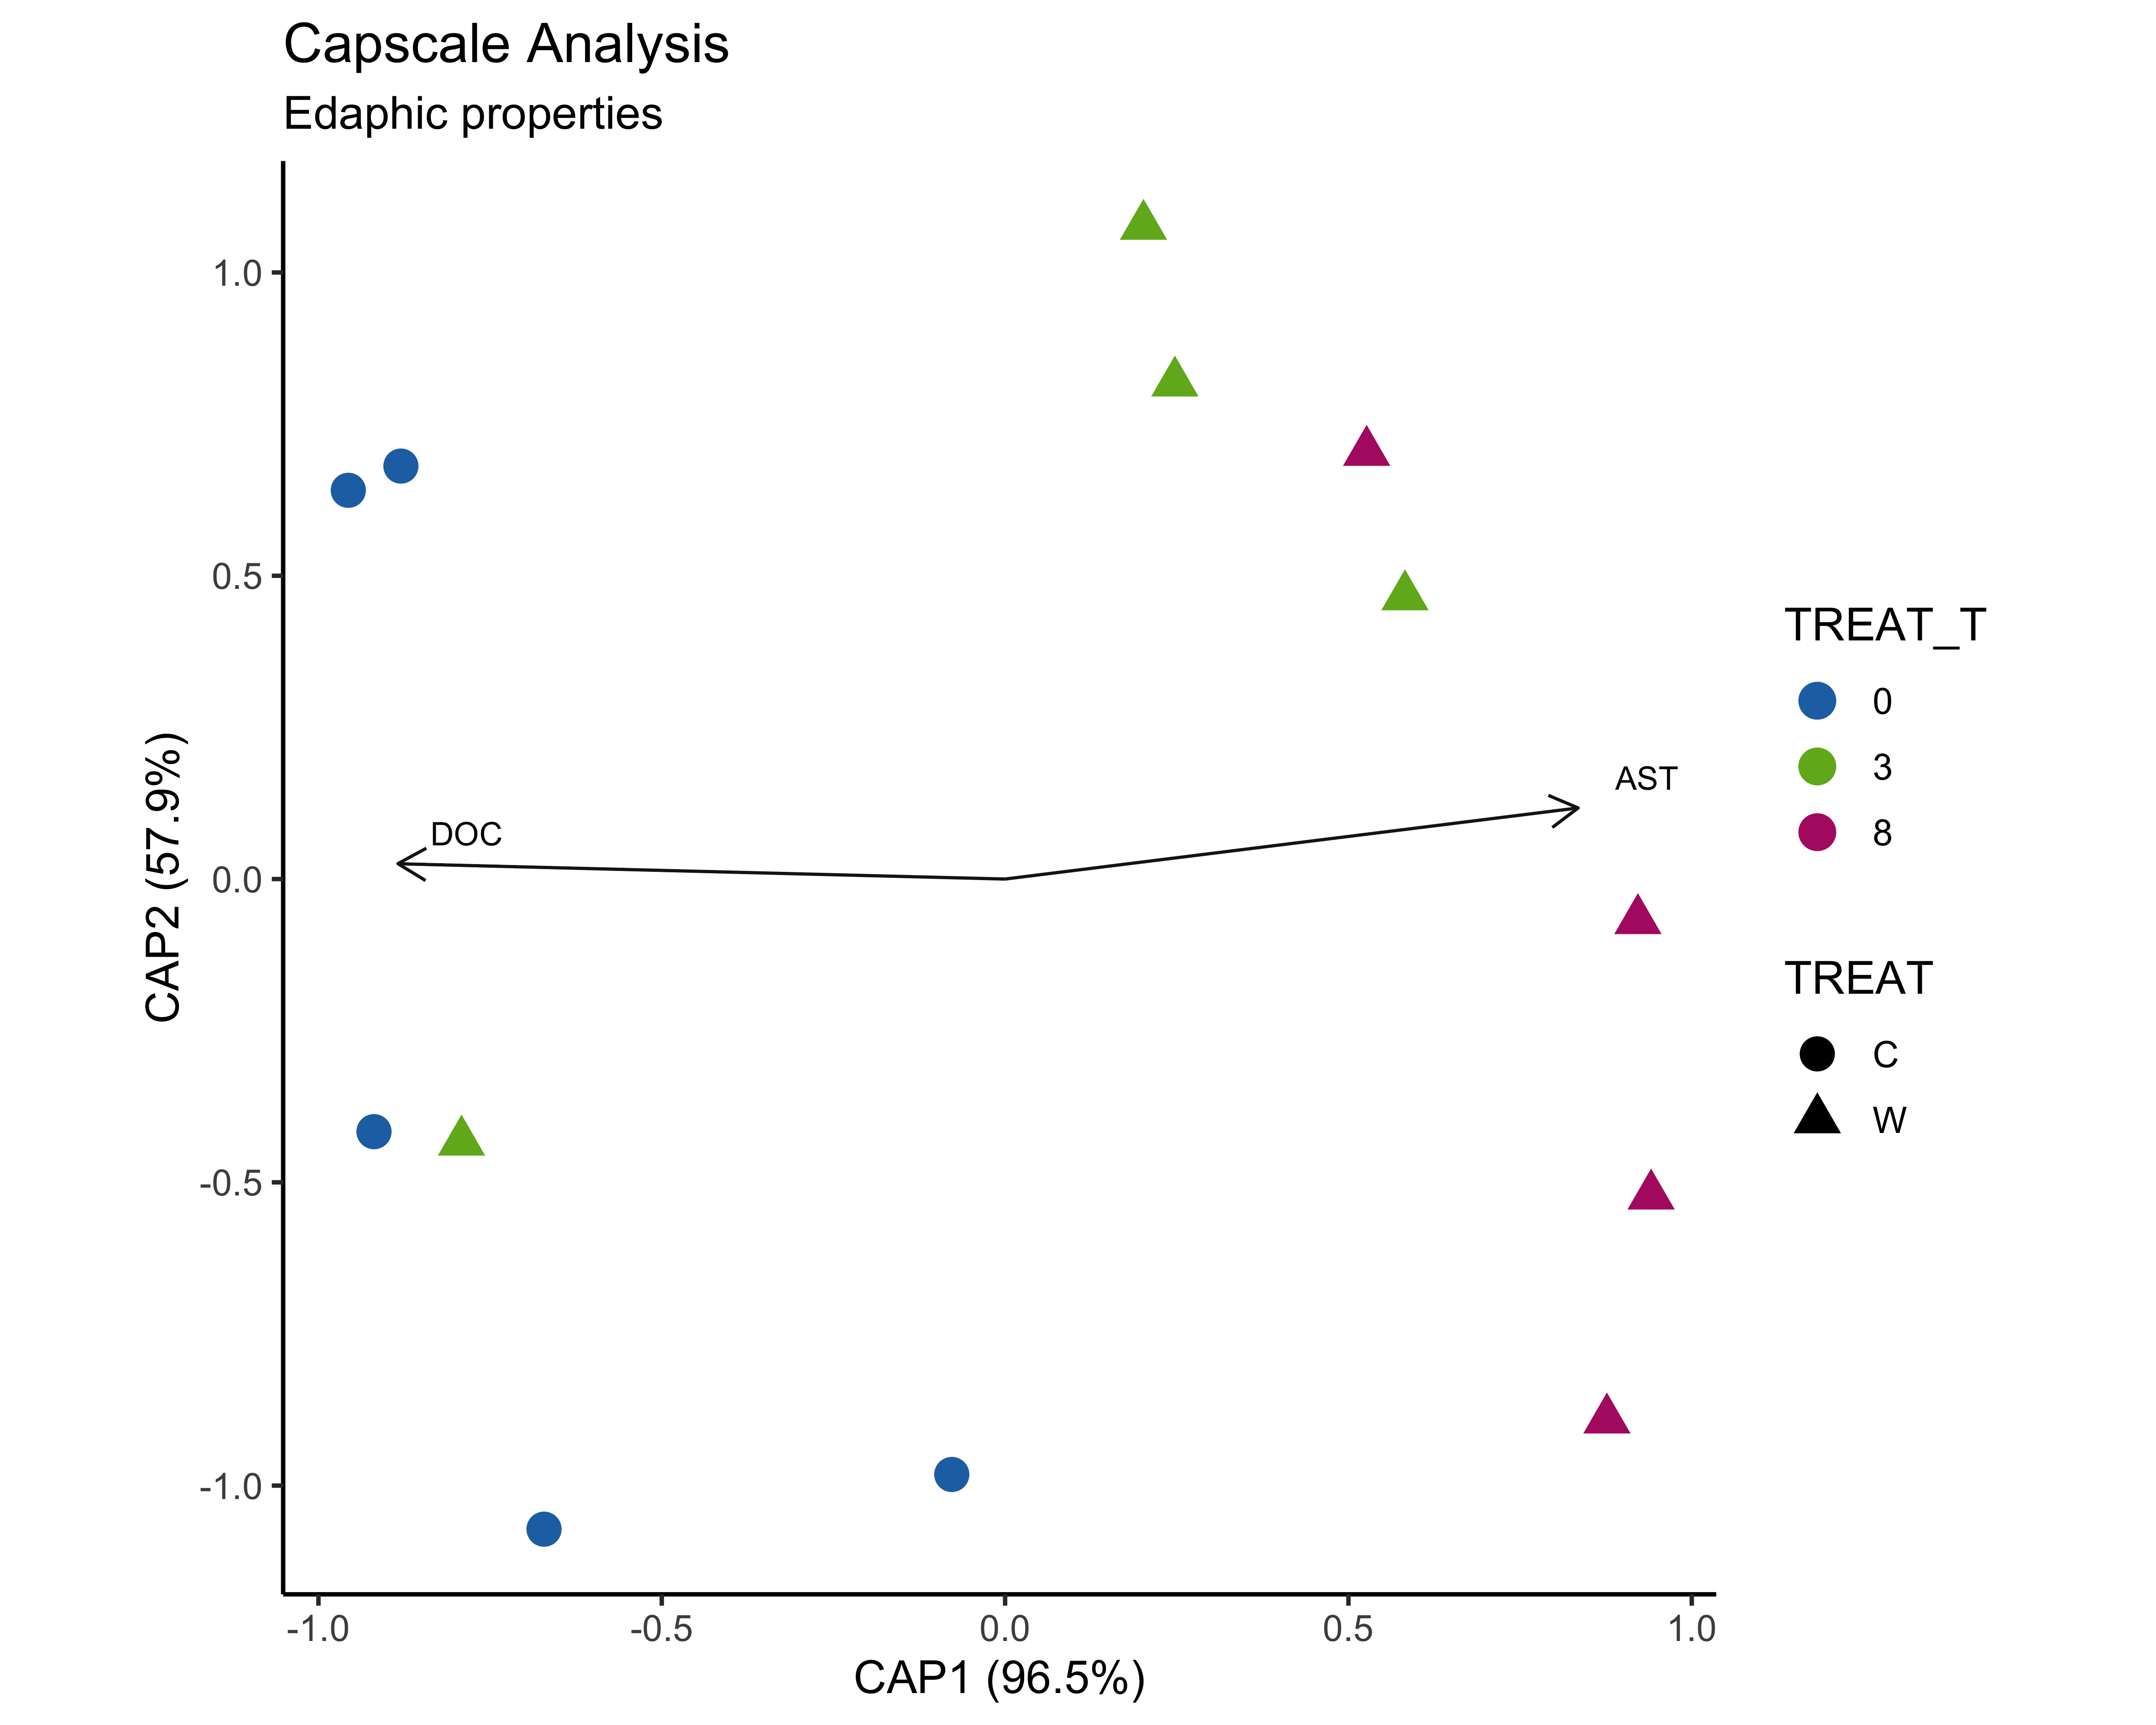 Capscale Analysis
Edaphic properties
CAP2 (57.9%)
1.0
0.5
0.0
-0.5
-1.0
DOC
AST
-1.0
-0.5
0.0
0.5
1.0
CAP1 (96.5%)
TREAT_T
0
3
8
TREAT
C
W